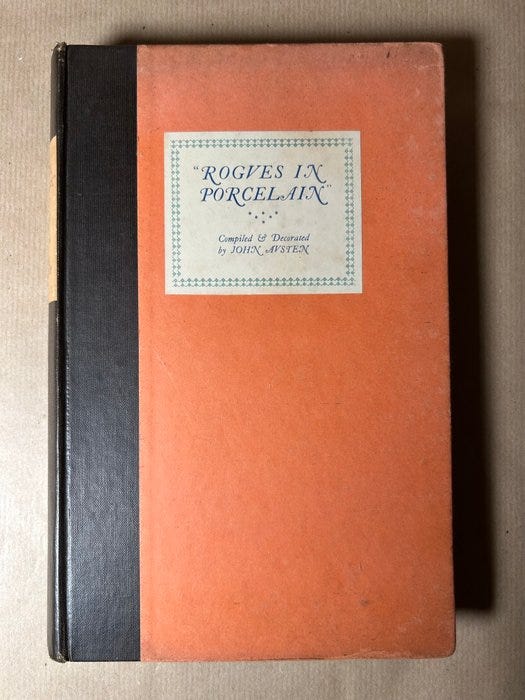 "ROGVES IN
PORCELAIN"
Compiled & Decorated
by JOHN AVSTEN